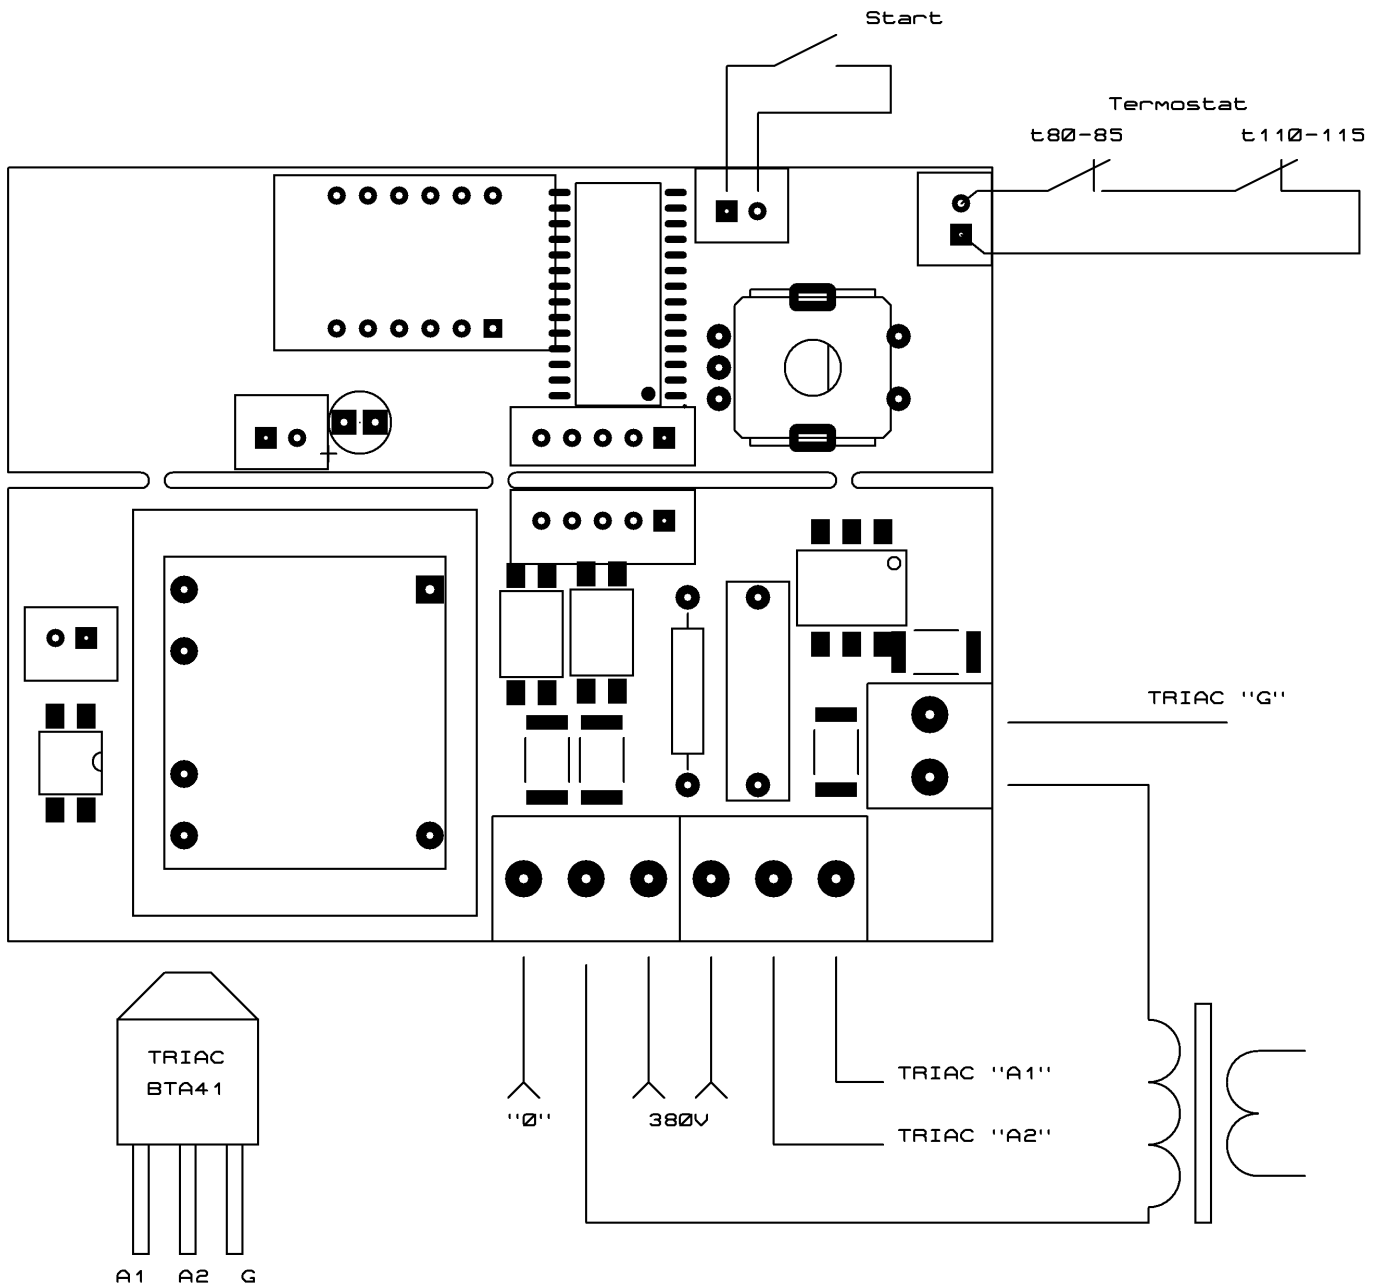 Start
Termostat
t80-85 t110-115
TRIAC "G"
TRIAC
BTA41
A1 A2 G
"0" 380V
TRIAC "A1"
TRIAC "A2"